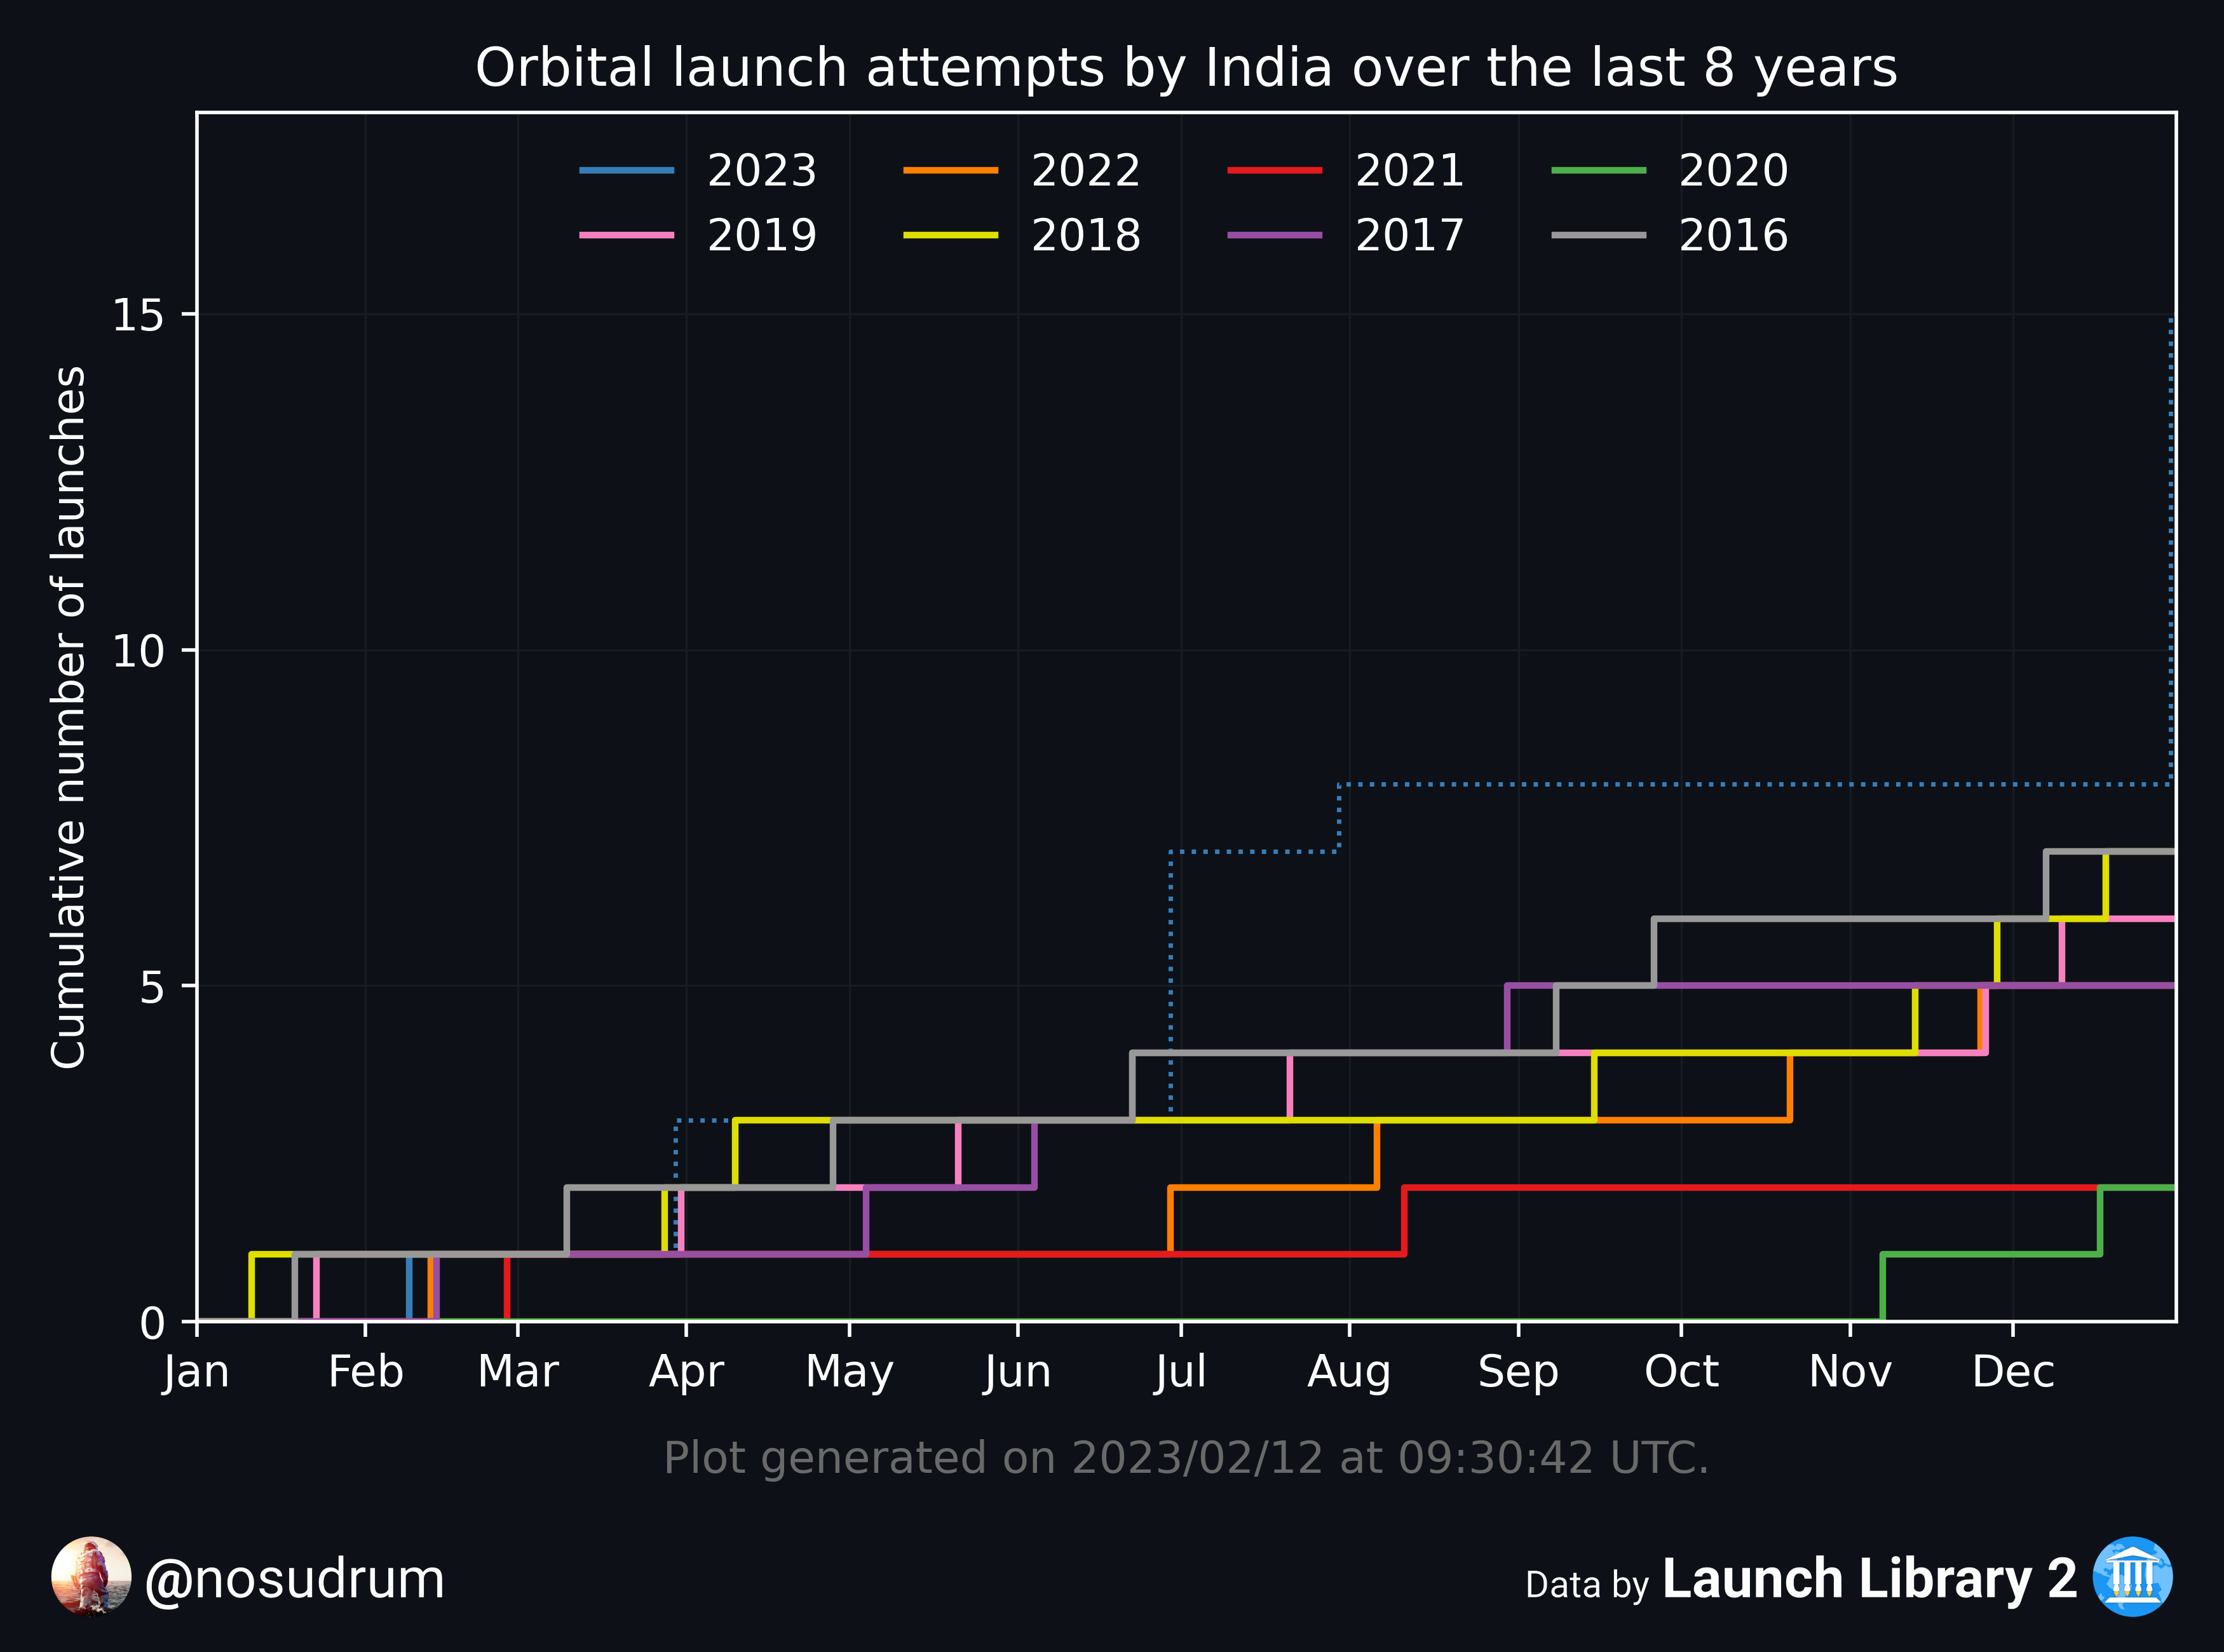 Orbital launch attempts by India over the last 8 years
2023 2022 2021 2020
2019 2018 2017 2016
Cumulative number of launches
15
10
5
0
Jan Feb Mar Apr May Jun Jul Aug Sep Oct Nov Dec
Plot generated on 2023/02/12 at 09:30:42 UTC.
@nosudrum
Data by Launch Library 2